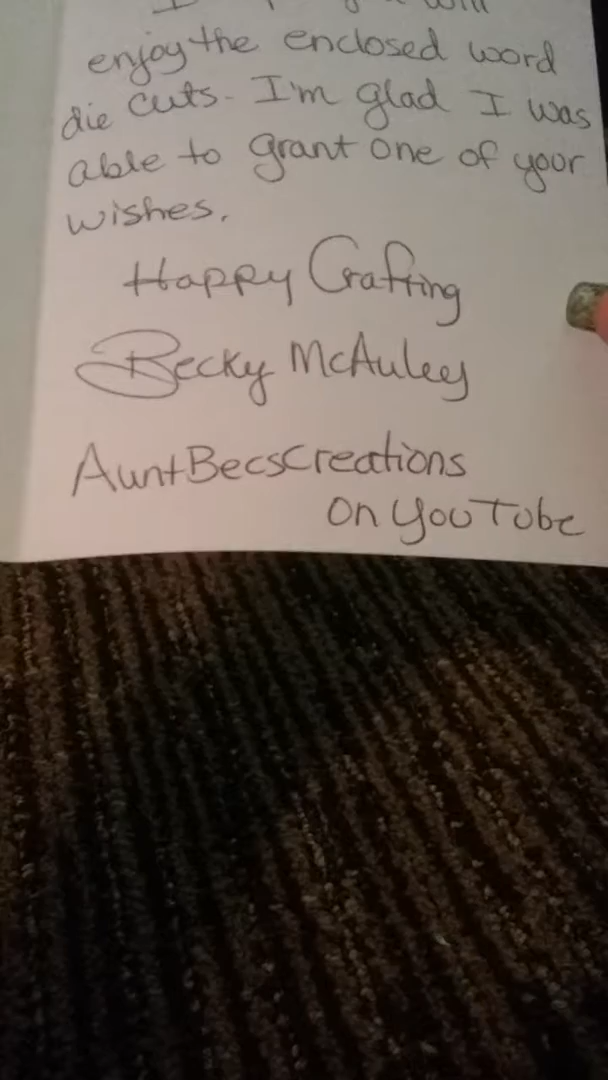 I will
enjoy the enclosed word
die cuts - I'm glad I was
able to grant one of your
wishes.
Happy Crafting
Becky McAuley
AuntBecsCreations
on YouTube